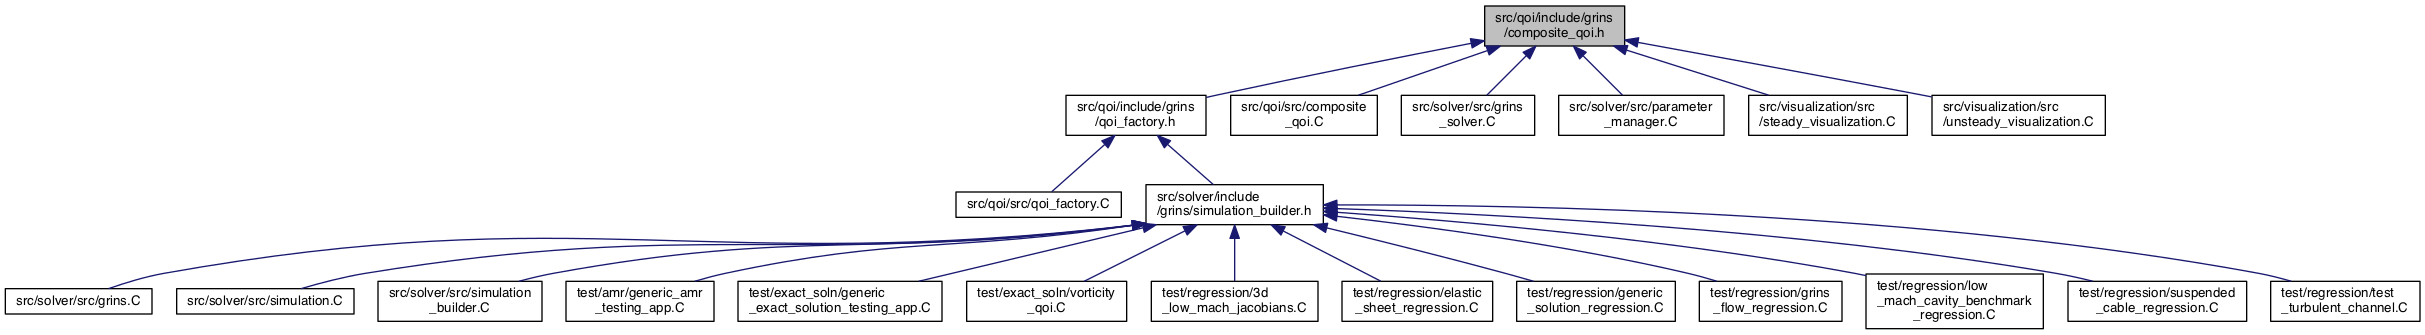 src/qoi/include/grins
/composite_qoi.h
src/qoi/include/grins
/qoi_factory.h
src/qoi/src/composite
_qoi.C
src/solver/src/grins
_solver.C
src/solver/src/parameter
_manager.C
src/visualization/src
/steady_visualization.C
src/visualization/src
/unsteady_visualization.C
src/qoi/src/qoi_factory.C
src/solver/include
/grins/simulation_builder.h
src/solver/src/grins.C
src/solver/src/simulation.C
src/solver/src/simulation
_builder.C
test/amr/generic_amr
_testing_app.C
test/exact_soln/generic
_exact_solution_testing_app.C
test/exact_soln/vorticity
_qoi.C
test/regression/3d
_low_mach_jacobians.C
test/regression/elastic
_sheet_regression.C
test/regression/generic
_solution_regression.C
test/regression/grins
_flow_regression.C
test/regression/low
_mach_cavity_benchmark
_regression.C
test/regression/suspended
_cable_regression.C
test/regression/test
_turbulent_channel.C